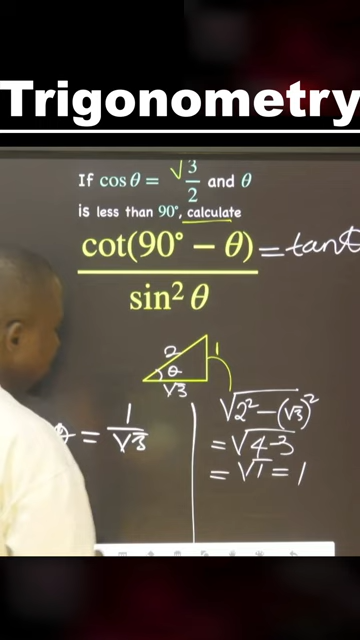 Trigonometry
If cosθ = √3/2 and θ
is less than 90°, calculate
cot(90° − θ) = tanθ
sin² θ
2
1
θ
√3
√2² − (√3)²
θ = 1/√3
= √4-3
= √1 = 1